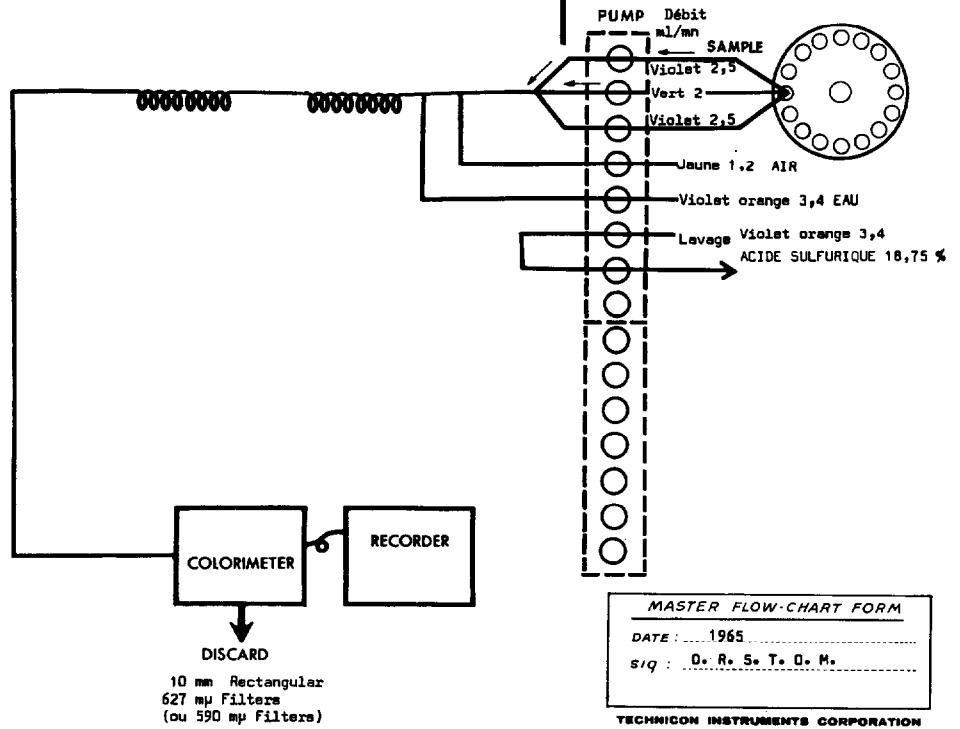 PUMP Débit
ml/mn
SAMPLE
Violet 2,5
Vert 2
Violet 2,5
Jaune 1,2 AIR
Violet orange 3,4 EAU
Lavage Violet orange 3,4
ACIDE SULFURIQUE 18,75 %
COLORIMETER
RECORDER
DISCARD
10 mm Rectangular
627 mµ Filters
(ou 590 mµ Filters)
MASTER FLOW-CHART FORM
DATE : 1965
SIG : O. R. S. T. O. M.
TECHNICON INSTRUMENTS CORPORATION